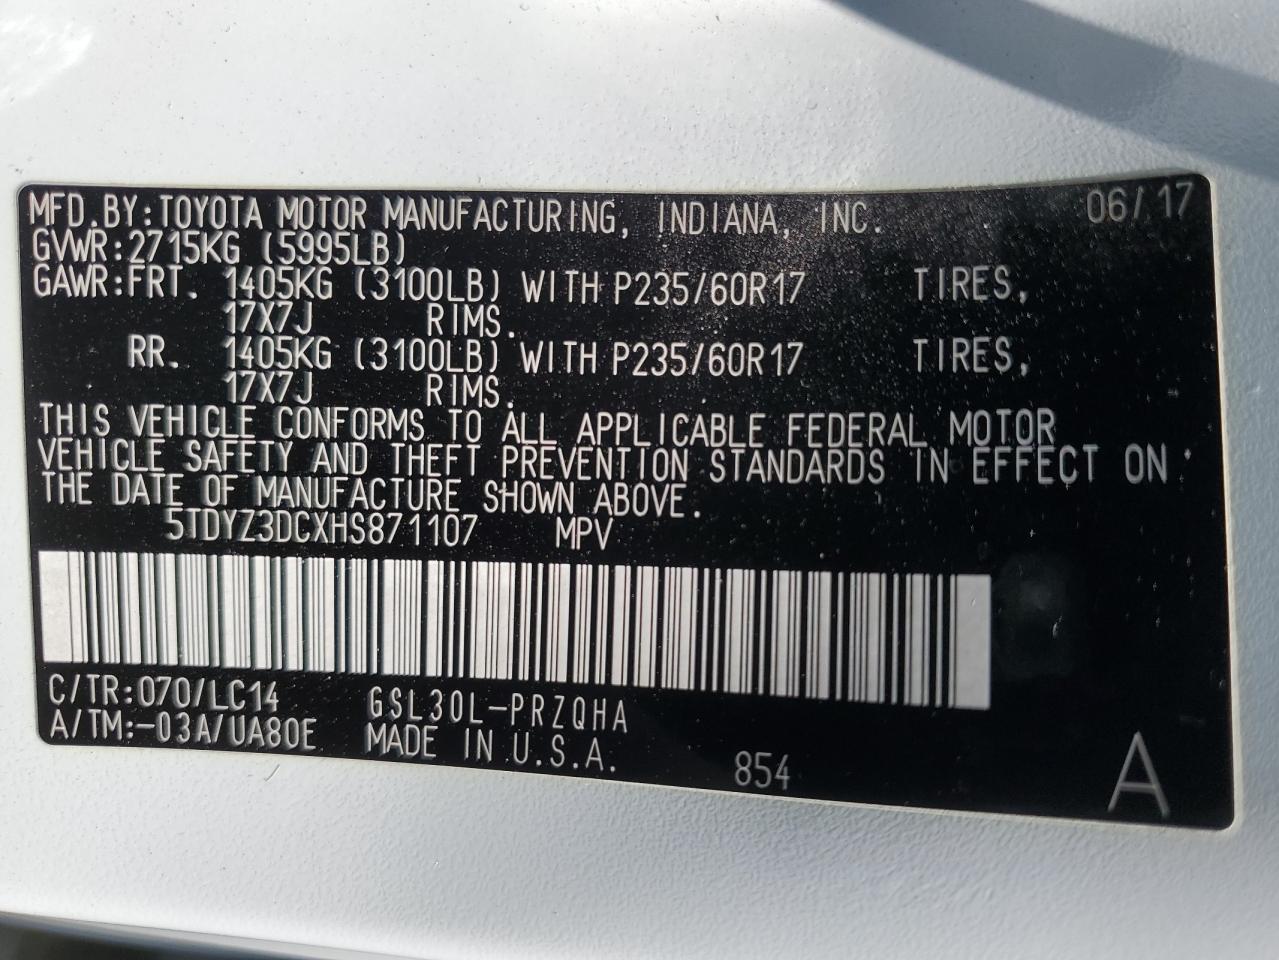 MFD.BY:TOYOTA MOTOR MANUFACTURING, INDIANA, INC. 06/17
GVWR:2715KG (5995LB)
GAWR:FRT. 1405KG (3100LB) WITH P235/60R17 TIRES,
17X7J RIMS.
RR. 1405KG (3100LB) WITH P235/60R17 TIRES,
17X7J RIMS.
THIS VEHICLE CONFORMS TO ALL APPLICABLE FEDERAL MOTOR
VEHICLE SAFETY AND THEFT PREVENTION STANDARDS IN EFFECT ON
THE DATE OF MANUFACTURE SHOWN ABOVE.
5TDYZ3DCXHS871107 MPV
C/TR:070/LC14 GSL30L-PRZQHA
A/TM:-03A/UA80E MADE IN U.S.A. 854
A